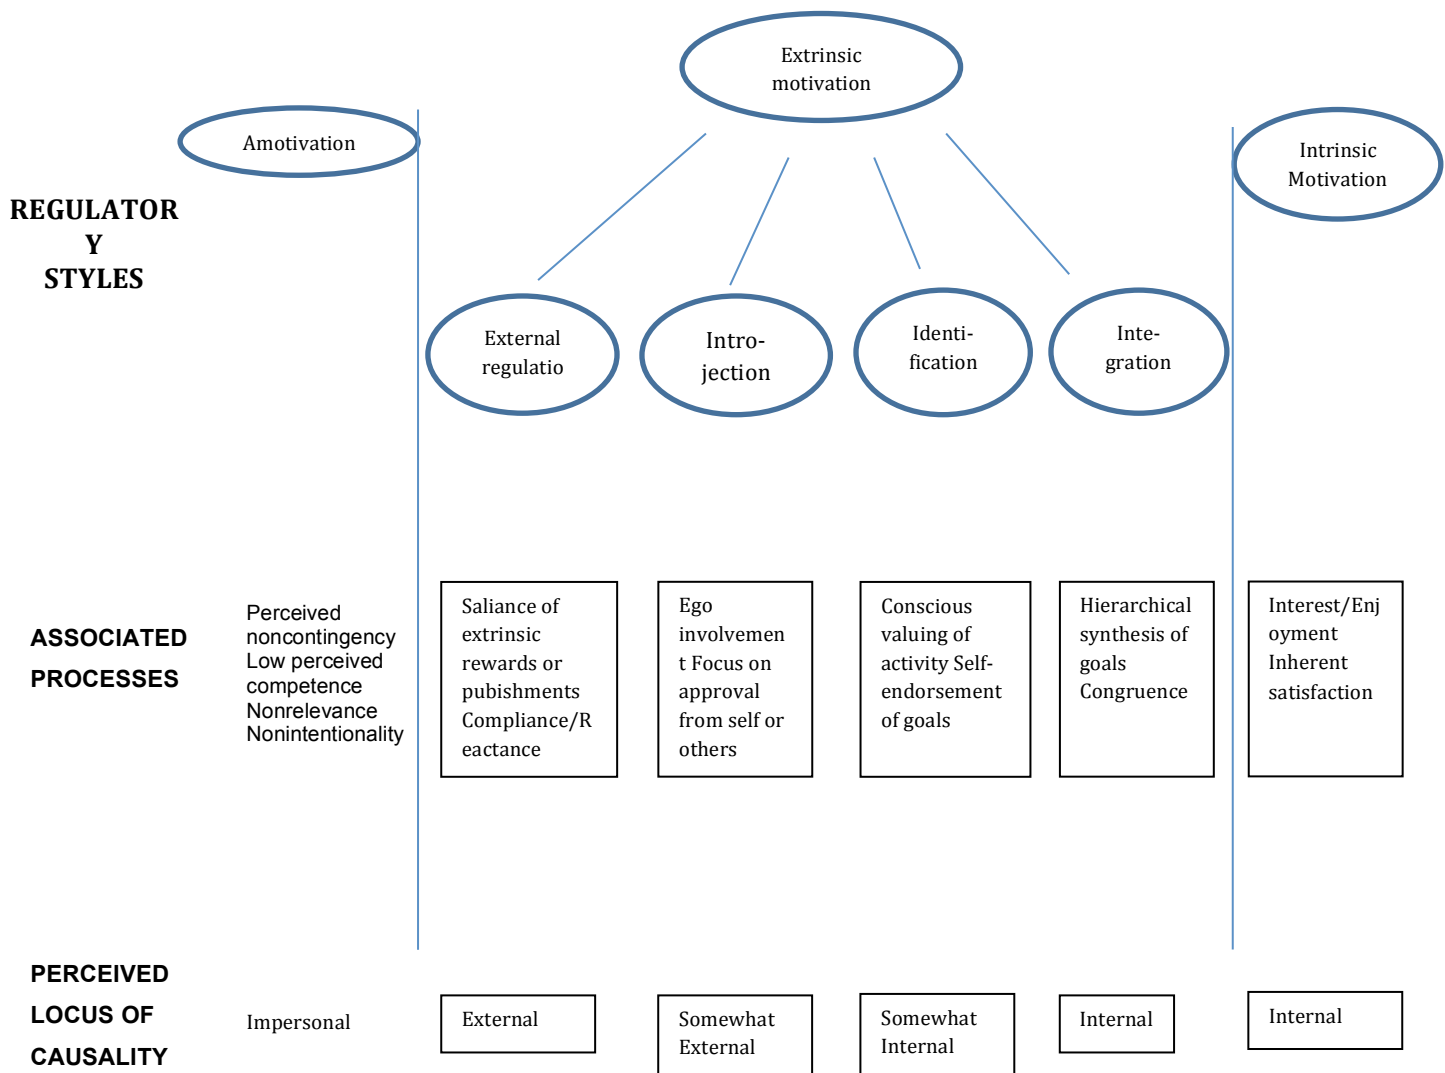 Extrinsic
motivation
Amotivation
Intrinsic
Motivation
REGULATOR
Y
STYLES
External
regulatio
Intro-
jection
Identi-
fication
Inte-
gration
ASSOCIATED
PROCESSES
Perceived
noncontingency
Low perceived
competence
Nonrelevance
Nonintentionality
Saliance of
extrinsic
rewards or
pubishments
Compliance/R
eactance
Ego
involvemen
t Focus on
approval
from self or
others
Conscious
valuing of
activity Self-
endorsement
of goals
Hierarchical
synthesis of
goals
Congruence
Interest/Enj
oyment
Inherent
satisfaction
PERCEIVED
LOCUS OF
CAUSALITY
Impersonal
External
Somewhat
External
Somewhat
Internal
Internal
Internal